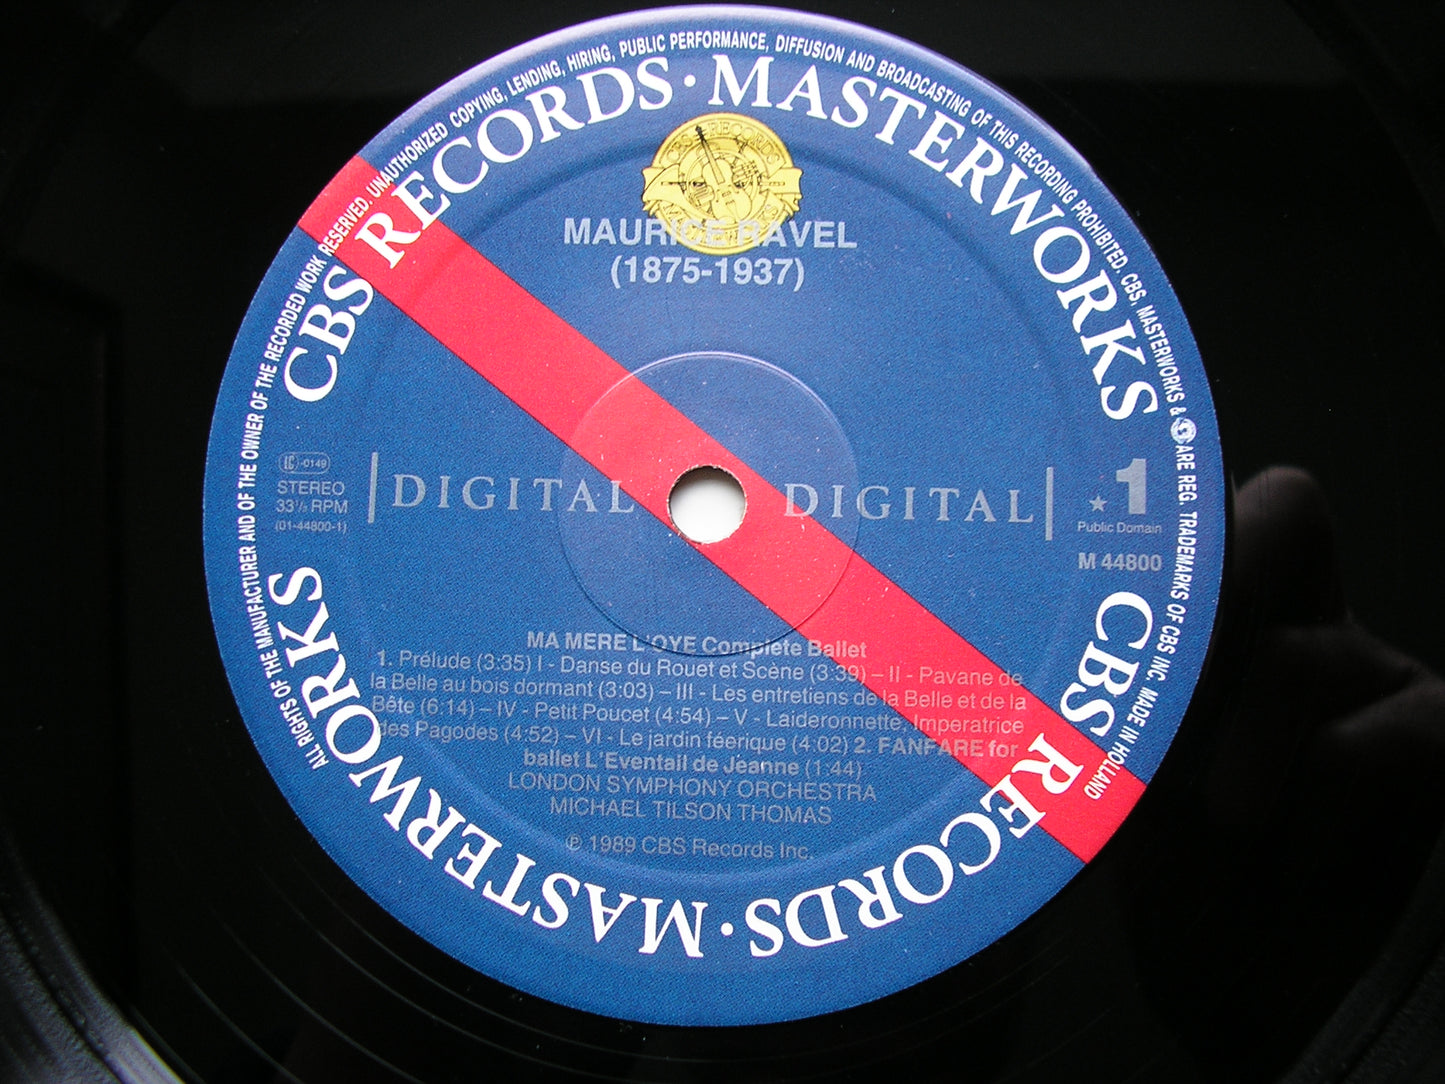 ALL RIGHTS OF THE MANUFACTURER AND OF THE OWNER OF THE RECORDED WORK RESERVED. UNAUTHORIZED COPYING, LENDING, HIRING, PUBLIC PERFORMANCE, DIFFUSION AND BROADCASTING OF THIS RECORDING PROHIBITED. CBS, MASTERWORKS & ARE REG. TRADEMARKS OF CBS INC. MADE IN HOLLAND
CBS RECORDS · MASTERWORKS
CBS RECORDS · MASTERWORKS
CBS RECORDS
MASTERWORKS
MAURICE RAVEL
(1875-1937)
LC-0149
STEREO
33⅓ RPM
(01-44800-1)
DIGITAL
DIGITAL
★ 1
Public Domain
M 44800
MA MERE L'OYE Complete Ballet
1. Prélude (3:35) I - Danse du Rouet et Scène (3:39) – II - Pavane de
la Belle au bois dormant (3:03) – III - Les entretiens de la Belle et de la
Bête (6:14) – IV - Petit Poucet (4:54) – V - Laideronnette, Imperatrice
des Pagodes (4:52) – VI - Le jardin féerique (4:02) 2. FANFARE for
ballet L'Eventail de Jeanne (1:44)
LONDON SYMPHONY ORCHESTRA
MICHAEL TILSON THOMAS
℗ 1989 CBS Records Inc.